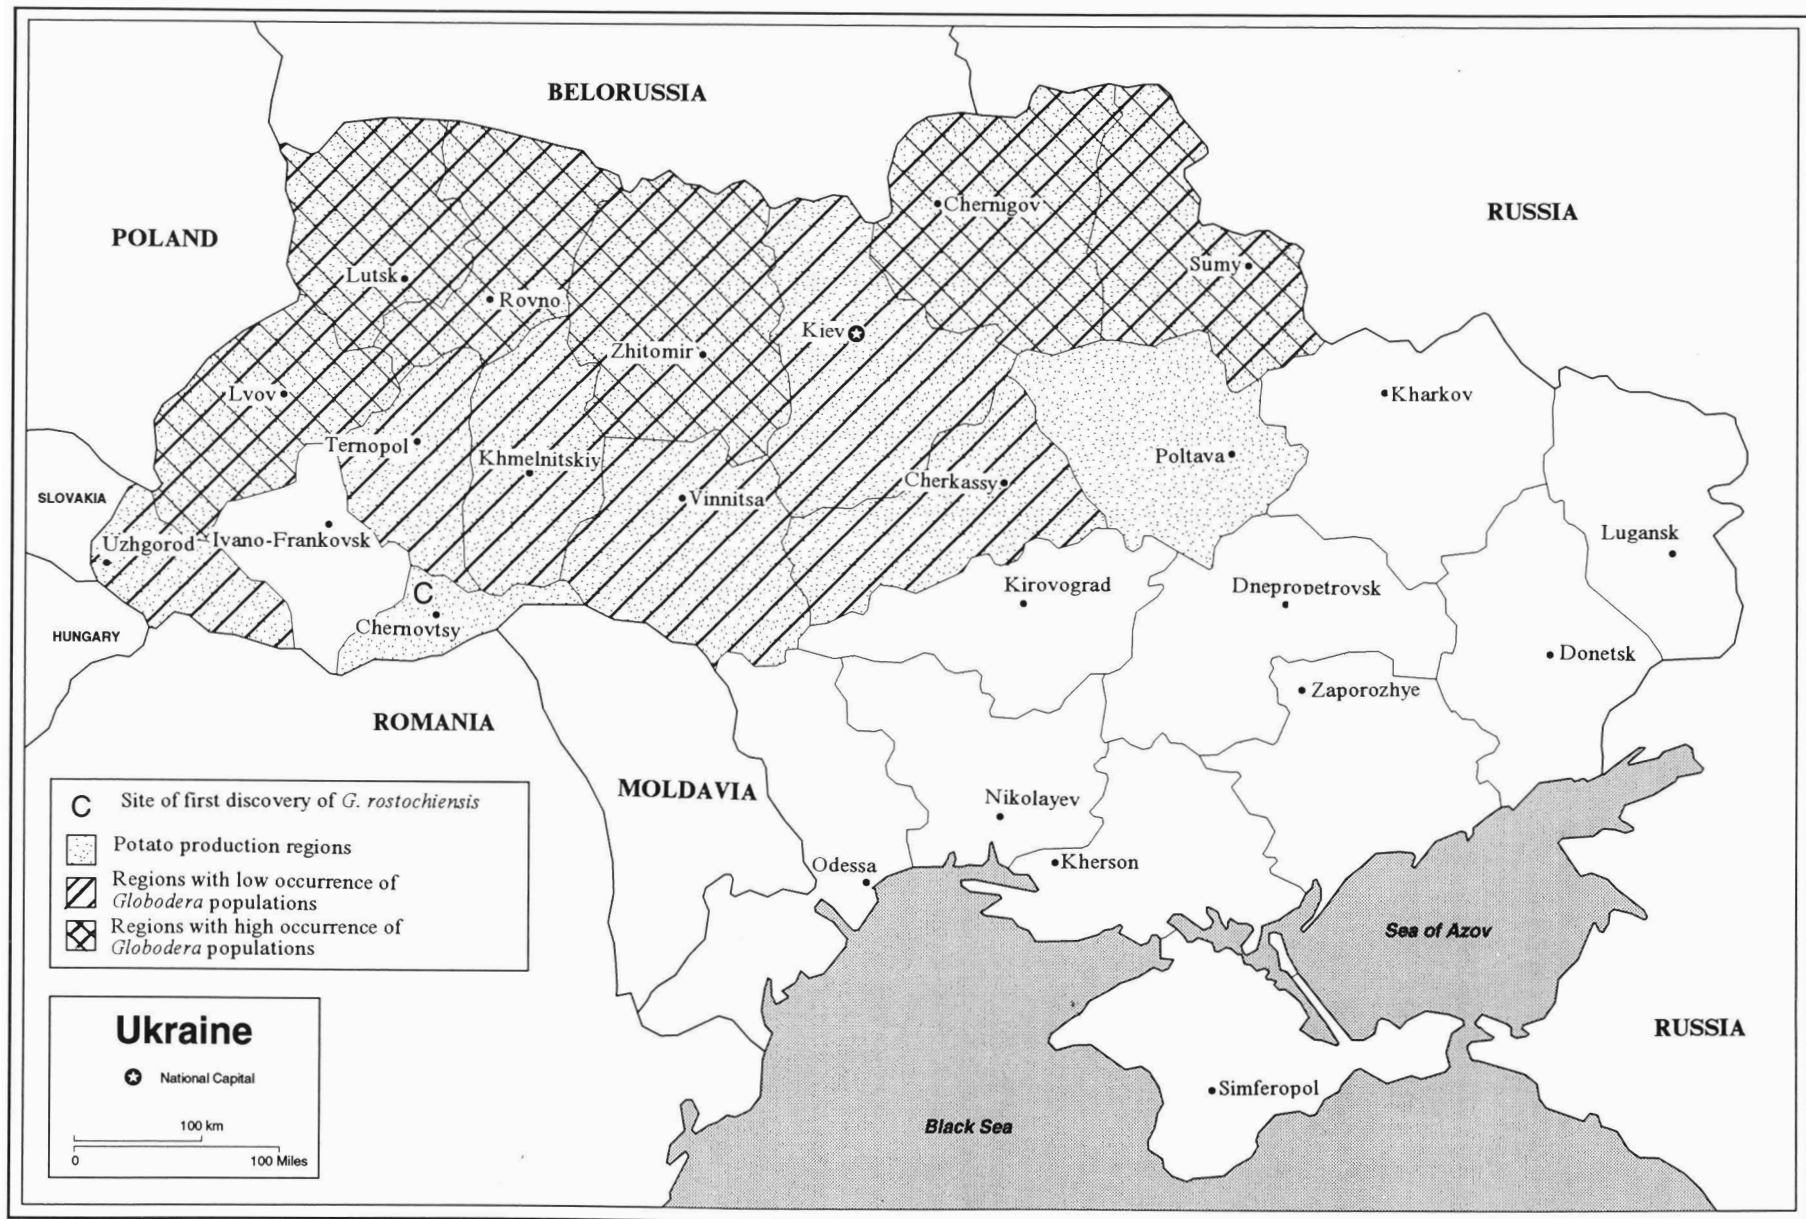 BELORUSSIA
POLAND
RUSSIA
Chernigov
Sumy
Lutsk
Rovno
Kiev
Zhitomir
Lvov
Kharkov
Ternopol
Khmelnitskiy
Poltava
Cherkassy
Vinnitsa
SLOVAKIA
Uzhgorod
Ivano-Frankovsk
Lugansk
C
Kirovograd
Dnepropetrovsk
Chernovtsy
HUNGARY
Donetsk
Zaporozhye
ROMANIA
MOLDAVIA
Nikolayev
Odessa
Kherson
C Site of first discovery of G. rostochiensis
Potato production regions
Regions with low occurrence of
Globodera populations
Regions with high occurrence of
Globodera populations
Sea of Azov
Ukraine
National Capital
100 km
0 100 Miles
RUSSIA
Simferopol
Black Sea